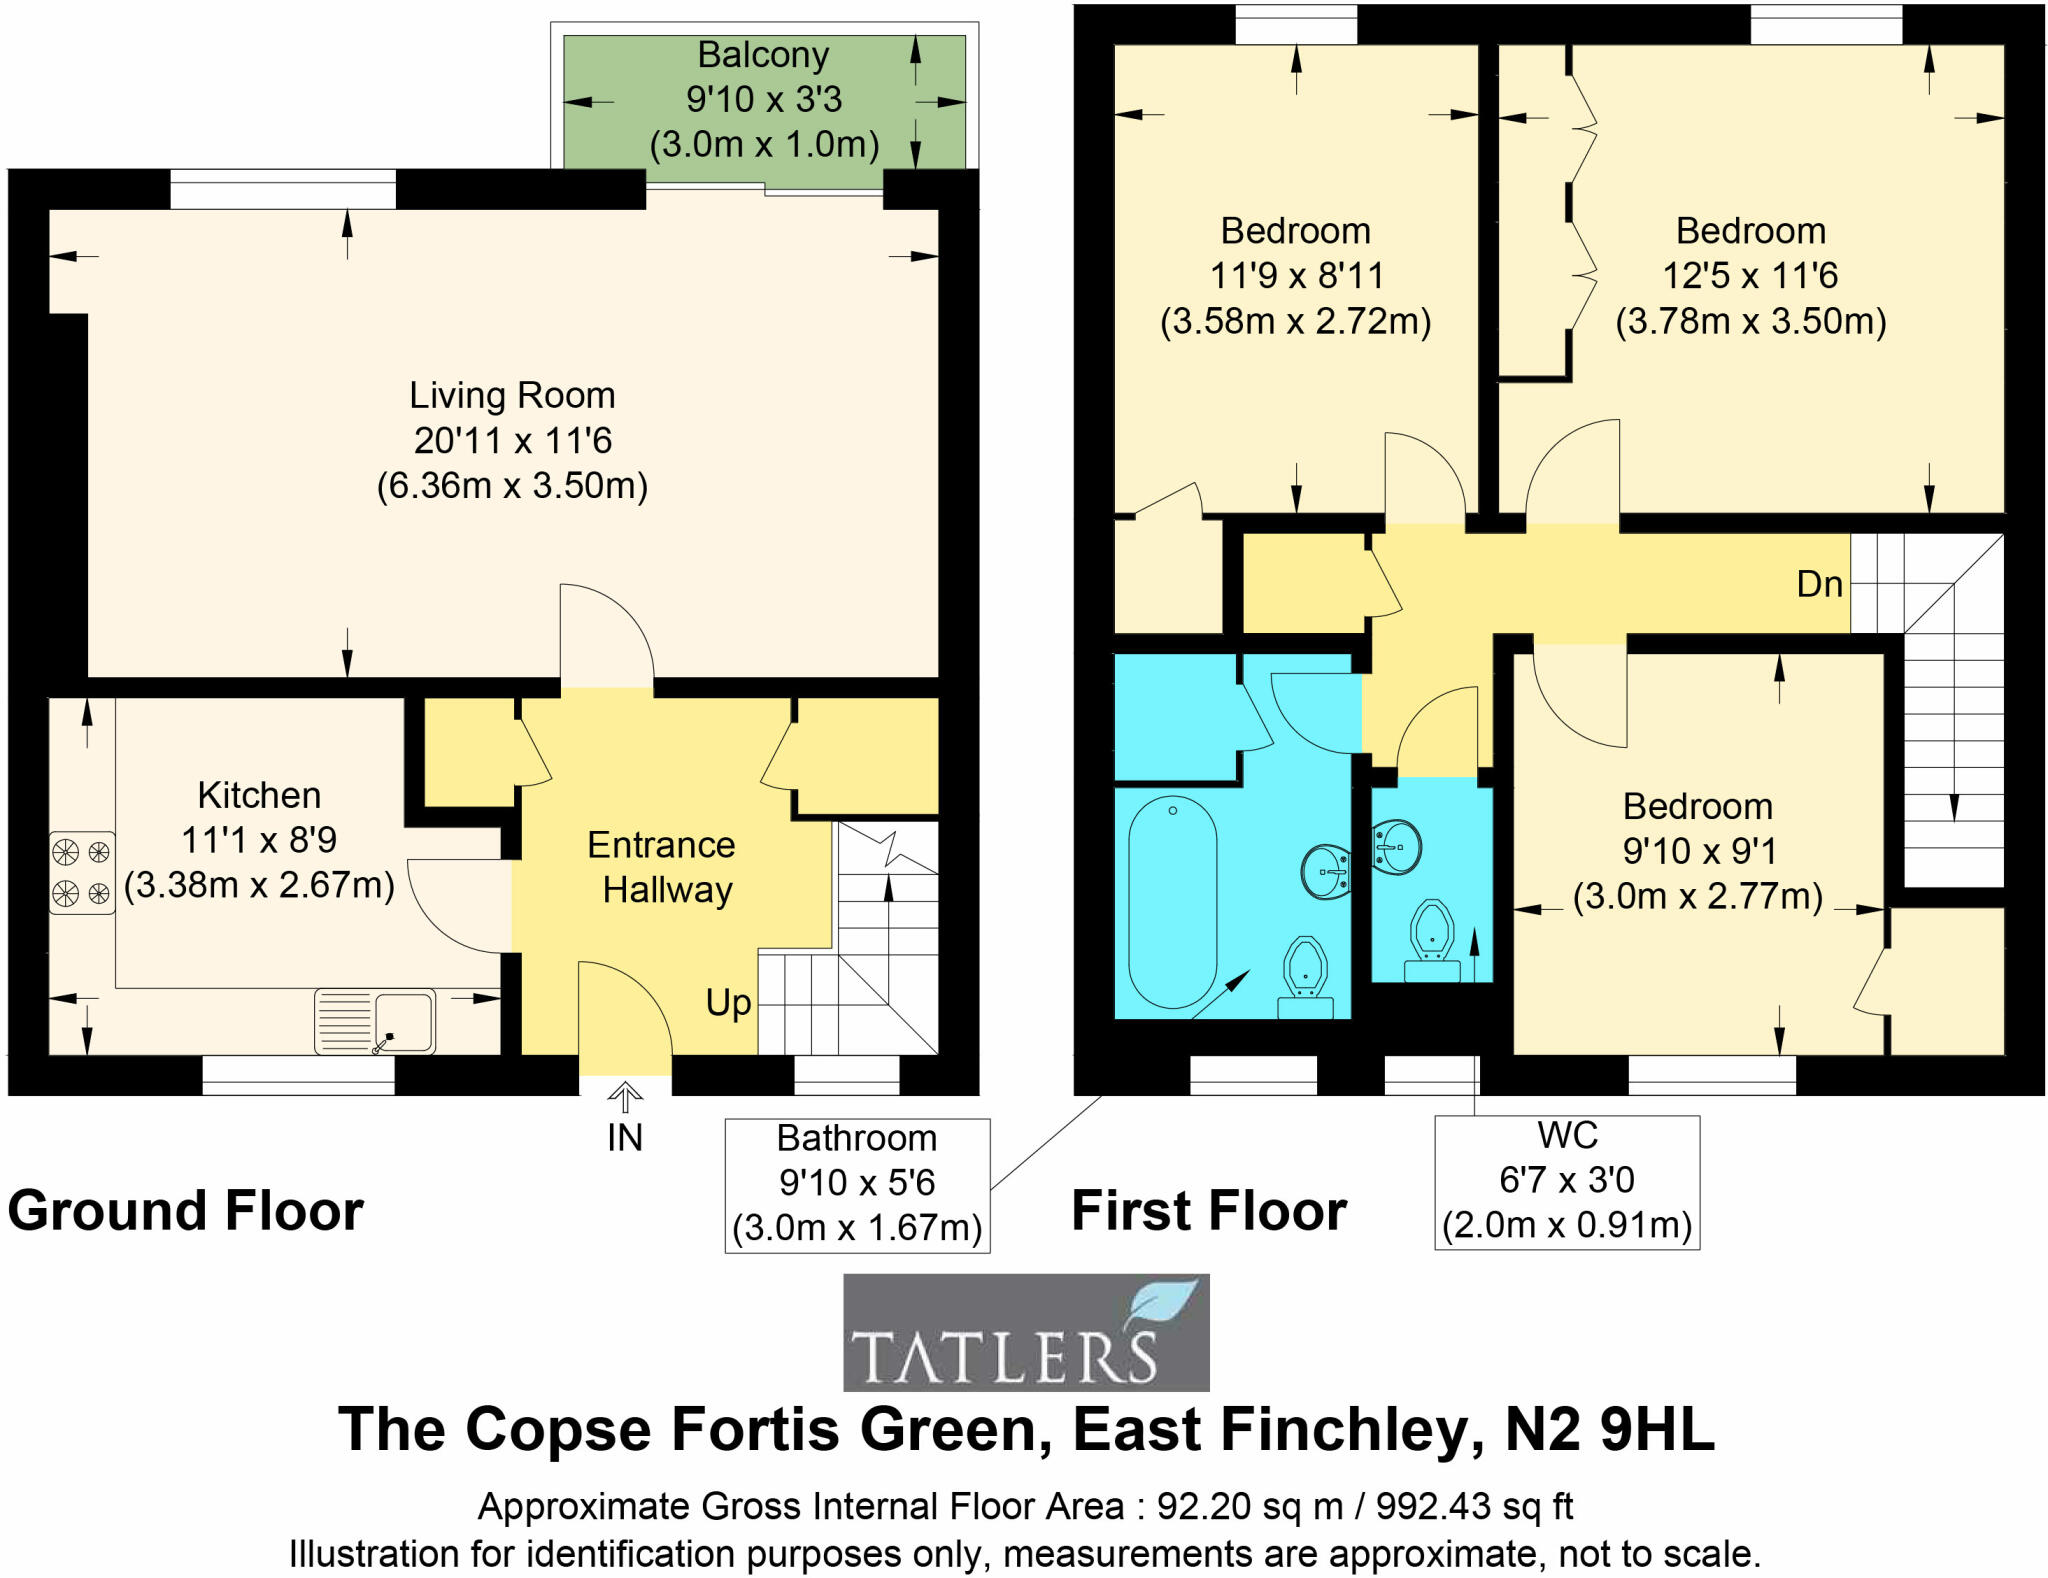 Balcony
9'10 x 3'3
(3.0m x 1.0m)
Living Room
20'11 x 11'6
(6.36m x 3.50m)
Kitchen
11'1 x 8'9
(3.38m x 2.67m)
Entrance
Hallway
Up
IN
Ground Floor
Bedroom
11'9 x 8'11
(3.58m x 2.72m)
Bedroom
12'5 x 11'6
(3.78m x 3.50m)
Dn
Bedroom
9'10 x 9'1
(3.0m x 2.77m)
Bathroom
9'10 x 5'6
(3.0m x 1.67m)
First Floor
WC
6'7 x 3'0
(2.0m x 0.91m)
TATLERS
The Copse Fortis Green, East Finchley, N2 9HL
Approximate Gross Internal Floor Area : 92.20 sq m / 992.43 sq ft
Illustration for identification purposes only, measurements are approximate, not to scale.